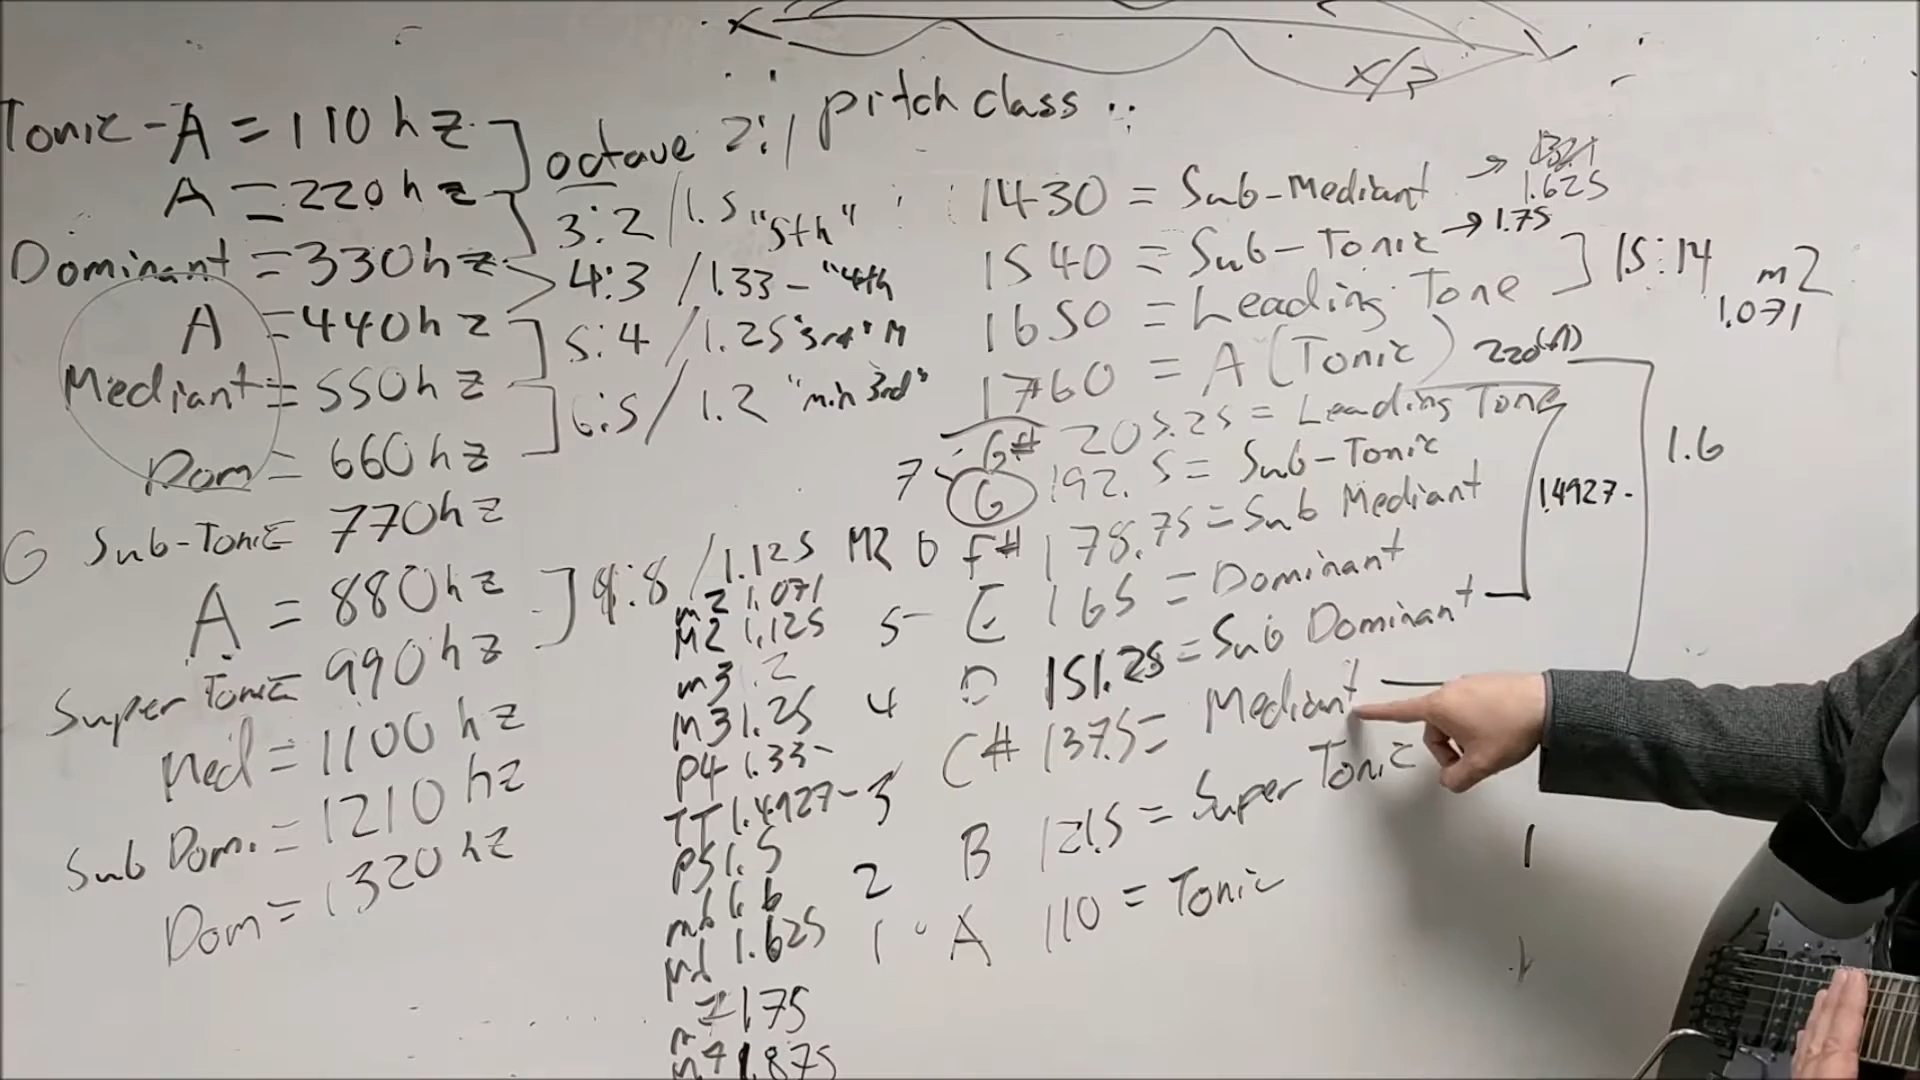 X/2
pitch class
Tonic - A = 110 hz
octave 2:1
A = 220 hz
3:2 / 1.5 "5th"
Dominant = 330 hz
4:3 / 1.33 - "4th
A = 440 hz
5:4 / 1.25 "3rd" M
Mediant = 550 hz
6:5 / 1.2 "min 3rd"
Dom = 660 hz
G Sub-Tonic 770 hz
A = 880 hz
9:8 / 1.125 M2
Super Tonic = 990 hz
Med = 1100 hz
Sub Dom. = 1210 hz
Dom = 1320 hz
m2 1.071
M2 1.125
m3 .2
M3 1.25
P4 1.33-
TT 1.4927-
P5 1.5
m6 1.6
M6 1.625
1.75
1.875
1430 = Sub-Mediant → 1.625
1540 = Sub-Tonic → 1.75
1650 = Leading Tone
15:14 m2
1.071
1760 = A (Tonic) 220(A)
G# 205.25 = Leading Tone
7 - G 192.5 = Sub-Tonic
6 F# 178.75 = Sub Mediant
5 - E 165 = Dominant
4 D 151.25 = Sub Dominant
3 C# 137.5 = Mediant
2 B 121.5 = Super Tonic
1 A 110 = Tonic
1.4927-
1.6